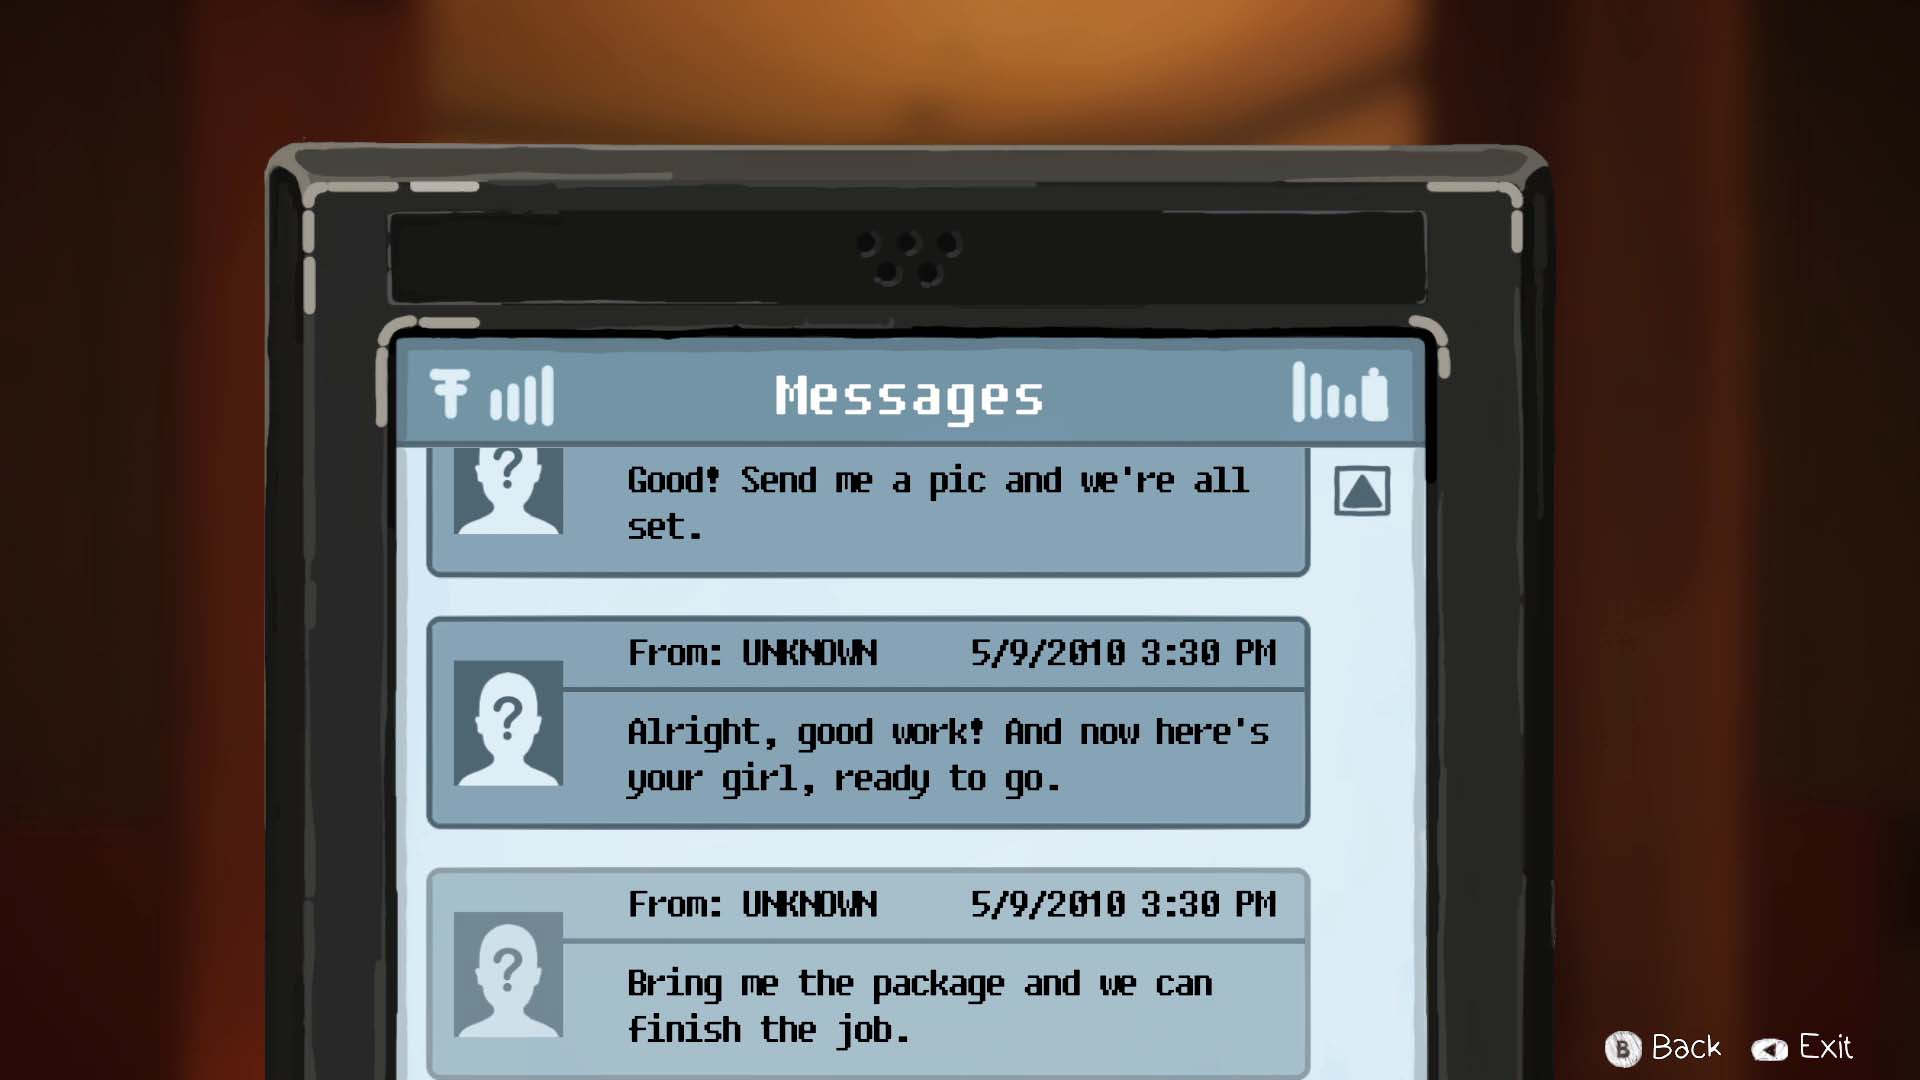 Messages
Good! Send me a pic and we're all
set.
From: UNKNOWN 5/9/2010 3:30 PM
Alright, good work! And now here's
your girl, ready to go.
From: UNKNOWN 5/9/2010 3:30 PM
Bring me the package and we can
finish the job.
B Back Exit